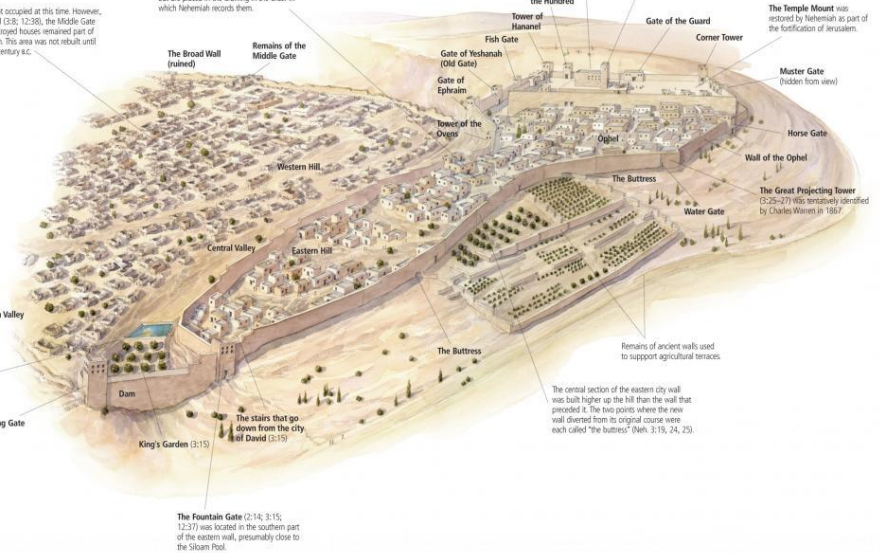 ot occupied at this time. However,
(3:8; 12:38), the Middle Gate
royed houses remained part of
This area was not rebuilt until
entury B.C.
which Nehemiah records them.
the Hundred
Tower of
Hananel
Fish Gate
Gate of Yeshanah
(Old Gate)
Gate of
Ephraim
Tower of the
Ovens
Gate of the Guard
Corner Tower
The Temple Mount was
restored by Nehemiah as part of
the fortification of Jerusalem.
Muster Gate
(hidden from view)
The Broad Wall
(ruined)
Remains of the
Middle Gate
Ophel
Horse Gate
Wall of the Ophel
The Great Projecting Tower
(3:25–27) was tentatively identified
by Charles Warren in 1867.
The Buttress
Water Gate
Western Hill
Central Valley
Eastern Hill
Valley
The Buttress
Remains of ancient walls used
to suppport agricultural terraces.
The central section of the eastern city wall
was built higher up the hill than the wall that
preceded it. The two points where the new
wall diverted from its original course were
each called "the buttress" (Neh. 3:19, 24, 25).
Dam
ng Gate
King's Garden (3:15)
The stairs that go
down from the city
of David (3:15)
The Fountain Gate (2:14; 3:15;
12:37) was located in the southern part
of the eastern wall, presumably close to
the Siloam Pool.